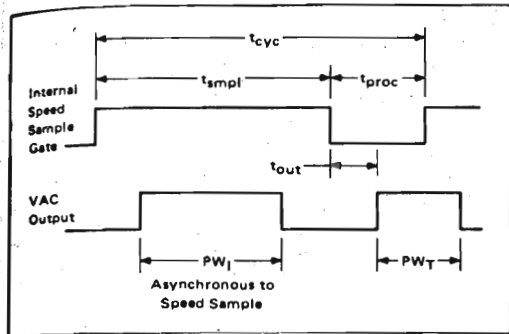 tcyc
tsmpl
tproc
Internal
Speed
Sample
Gate
tout
VAC
Output
PWI
PWT
Asynchronous to
Speed Sample